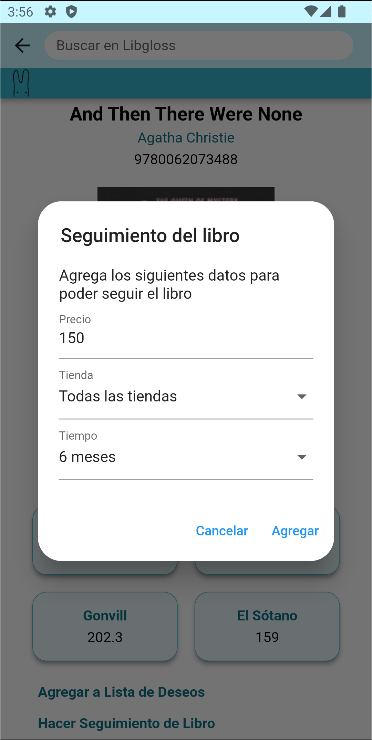 3:56
Buscar en Libgloss
And Then There Were None
Agatha Christie
9780062073488
Seguimiento del libro
Agrega los siguientes datos para
poder seguir el libro
Precio
150
Tienda
Todas las tiendas
Tiempo
6 meses
Cancelar Agregar
Gonvill El Sótano
202.3 159
Agregar a Lista de Deseos
Hacer Seguimiento de Libro